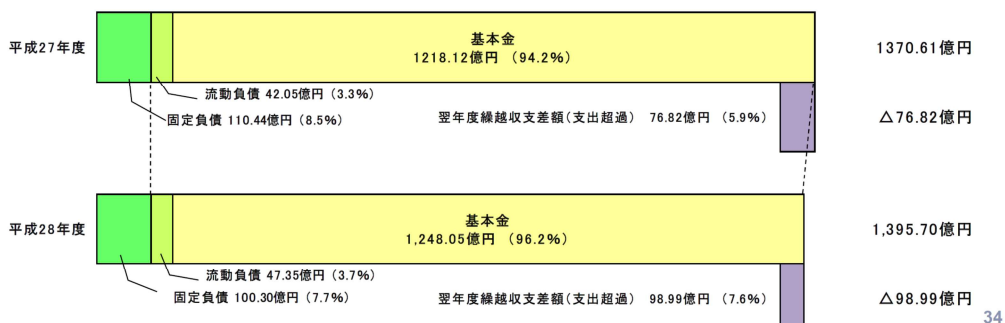 平成27年度
基本金
1218.12億円 （94.2%）
1370.61億円
流動負債 42.05億円（3.3%）
固定負債 110.44億円（8.5%）
翌年度繰越収支差額（支出超過） 76.82億円（5.9%）
△76.82億円
平成28年度
基本金
1,248.05億円（96.2%）
1,395.70億円
流動負債 47.35億円（3.7%）
固定負債 100.30億円（7.7%）
翌年度繰越収支差額（支出超過） 98.99億円 （7.6%）
△98.99億円
34